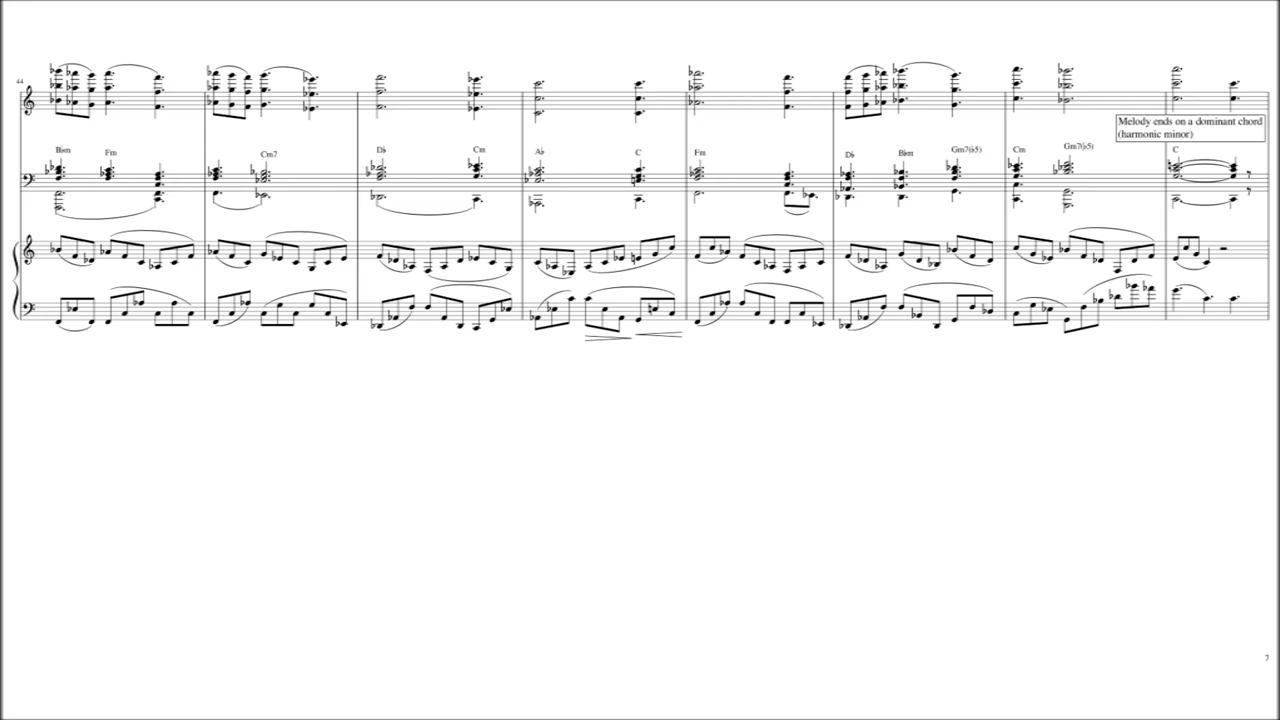 44
Melody ends on a dominant chord
(harmonic minor)
B♭m Fm Cm7 D♭ Cm A♭ C Fm D♭ B♭m Gm7(♭5) Cm Gm7(♭5) C
7